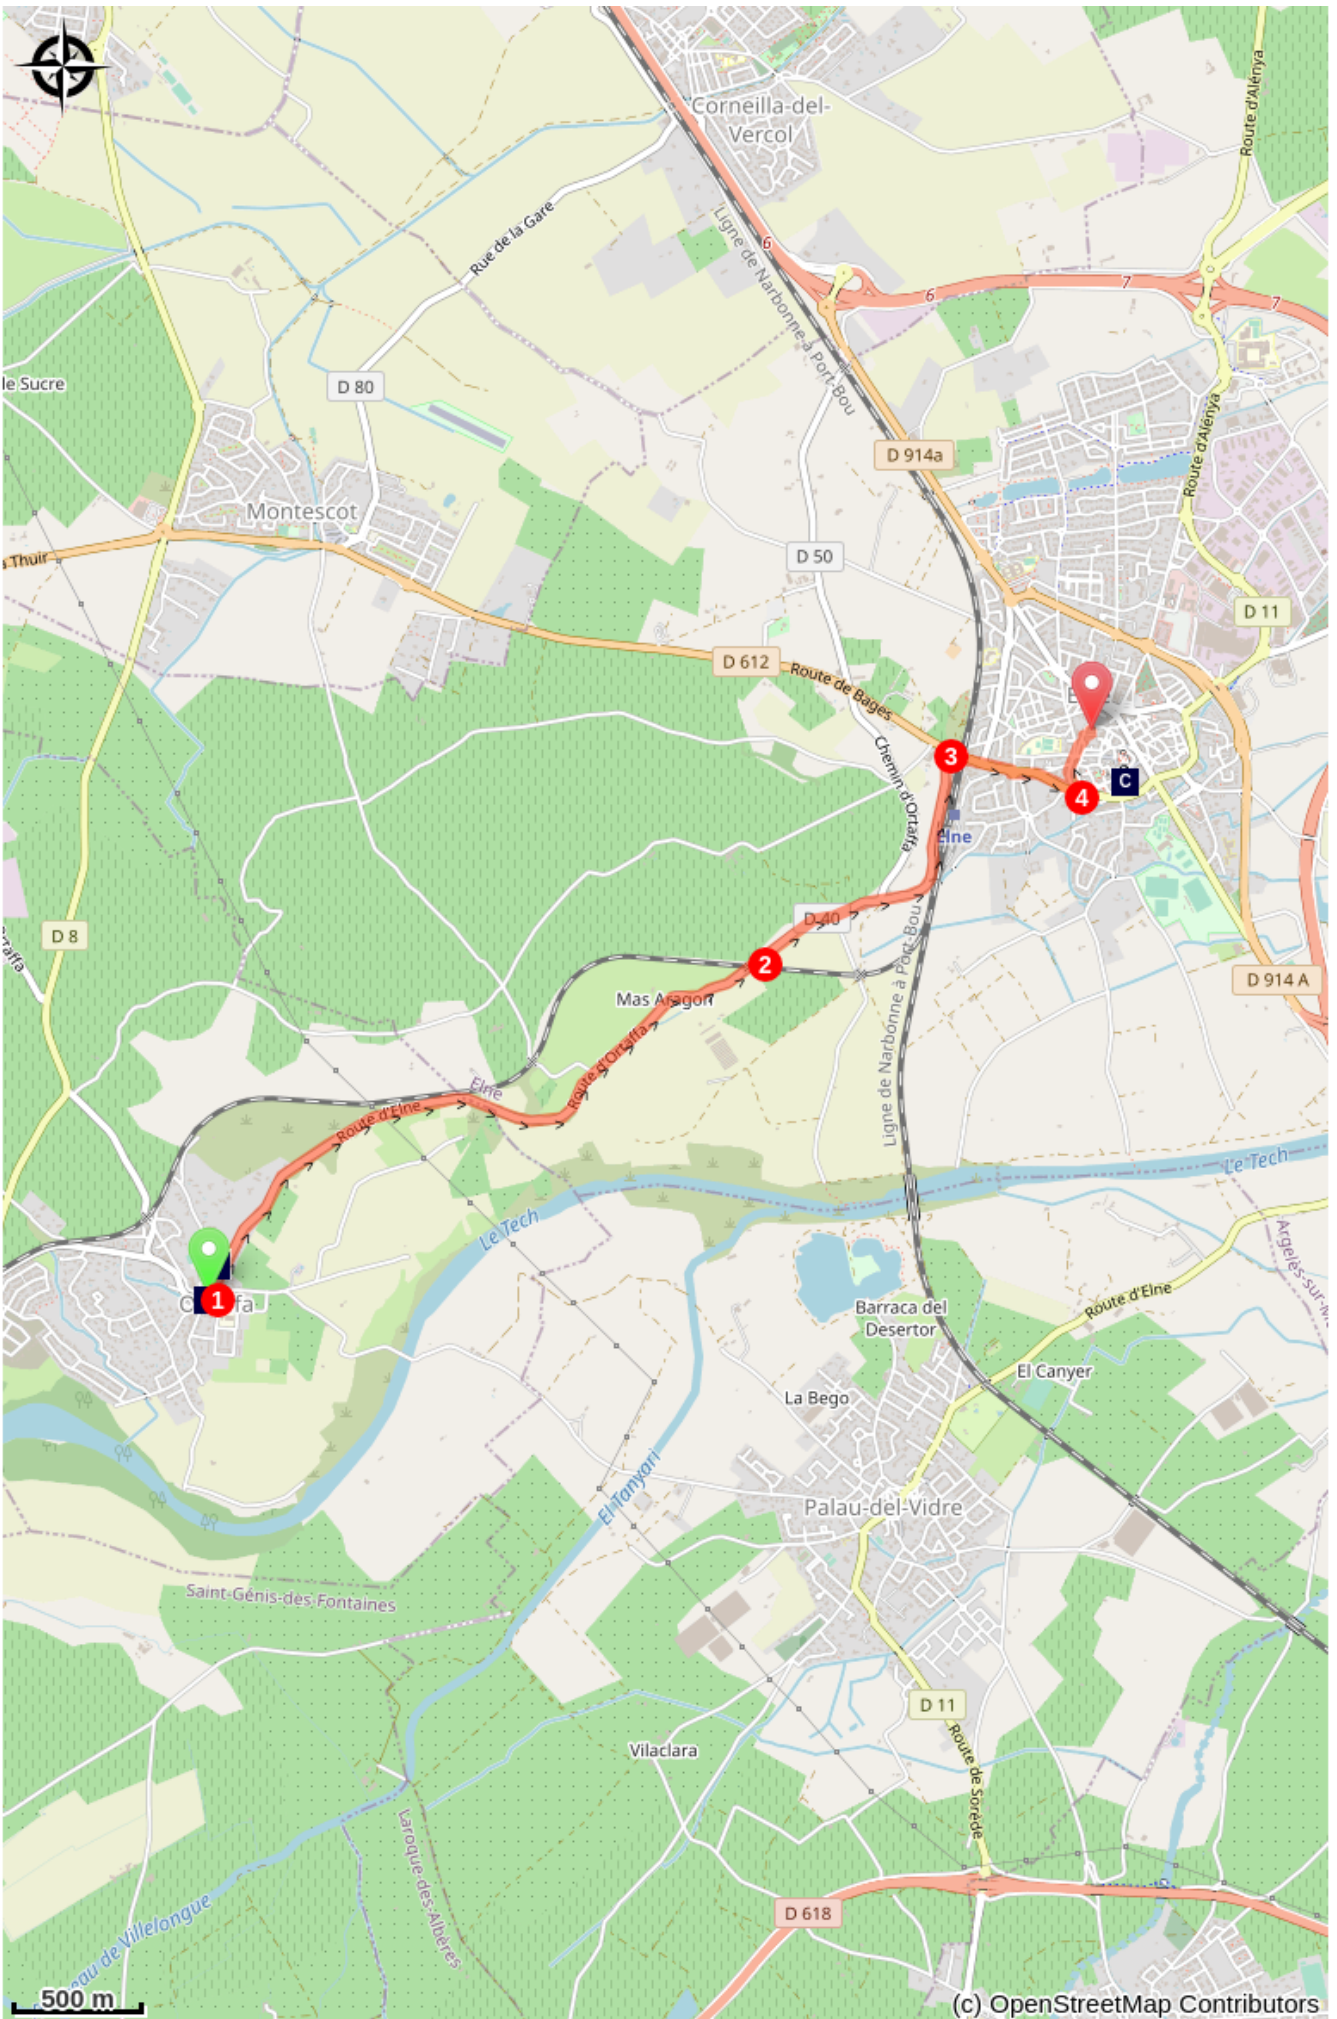 Corneilla-del-
Vercol
Route d'Alénya
Rue de la Gare
6
Ligne de Narbonne à Port-Bou
6
7
7
le Sucre
D 80
Route d'Alénya
D 914a
Montescot
D 50
Thuir
D 11
D 612
Route de Bages
3
Chemin d'Ortaffa
C
4
Elne
D 40
D 8
2
D 914 A
Mas Aragon
Ligne de Narbonne à Port-Bou
Route d'Ortaffa
Elne
Route d'Elne
Le Tech
Le Tech
Argelès-sur-M
Route d'Elne
1
Barraca del
Desertor
El Canyer
La Bego
El Tanyari
Palau-del-Vidre
Saint-Génis-des-Fontaines
D 11
Vilaclara
Route de Sorède
Laroque-des-Albères
D 618
eau de Villelongue
500 m
(c) OpenStreetMap Contributors